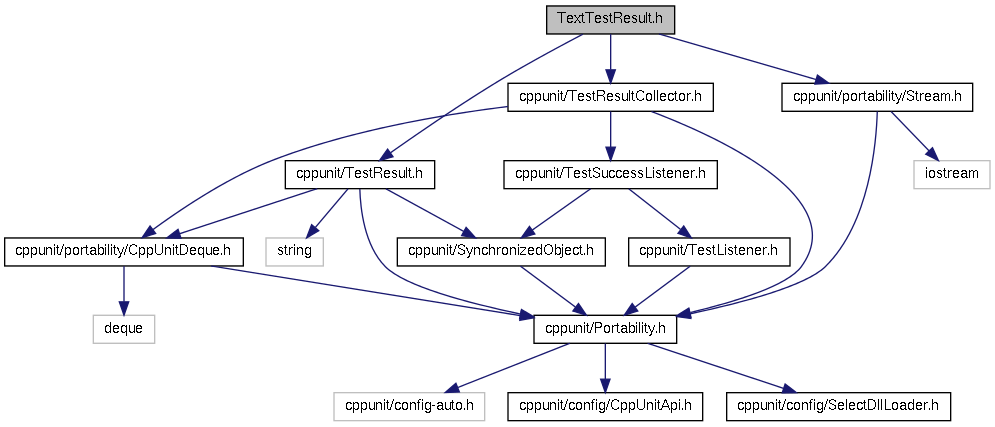 TextTestResult.h
cppunit/TestResultCollector.h
cppunit/portability/Stream.h
cppunit/TestResult.h
cppunit/TestSuccessListener.h
iostream
cppunit/portability/CppUnitDeque.h
string
cppunit/SynchronizedObject.h
cppunit/TestListener.h
deque
cppunit/Portability.h
cppunit/config-auto.h
cppunit/config/CppUnitApi.h
cppunit/config/SelectDllLoader.h